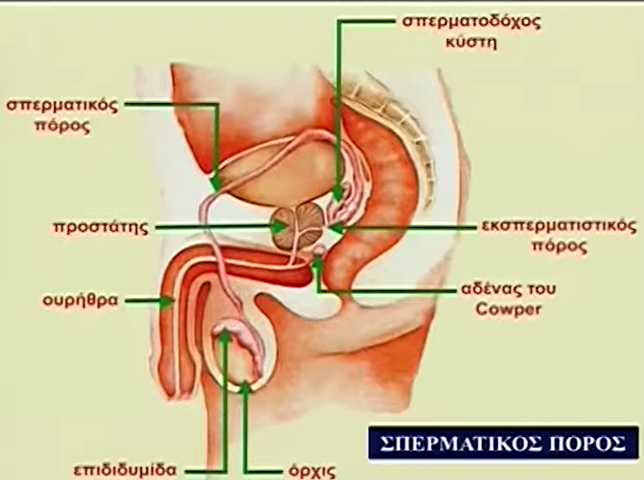 σπερματοδόχος
κύστη
σπερματικός
πόρος
προστάτης
εκσπερματιστικός
πόρος
ουρήθρα
αδένας του
Cowper
ΣΠΕΡΜΑΤΙΚΟΣ ΠΟΡΟΣ
επιδιδυμίδα
όρχις